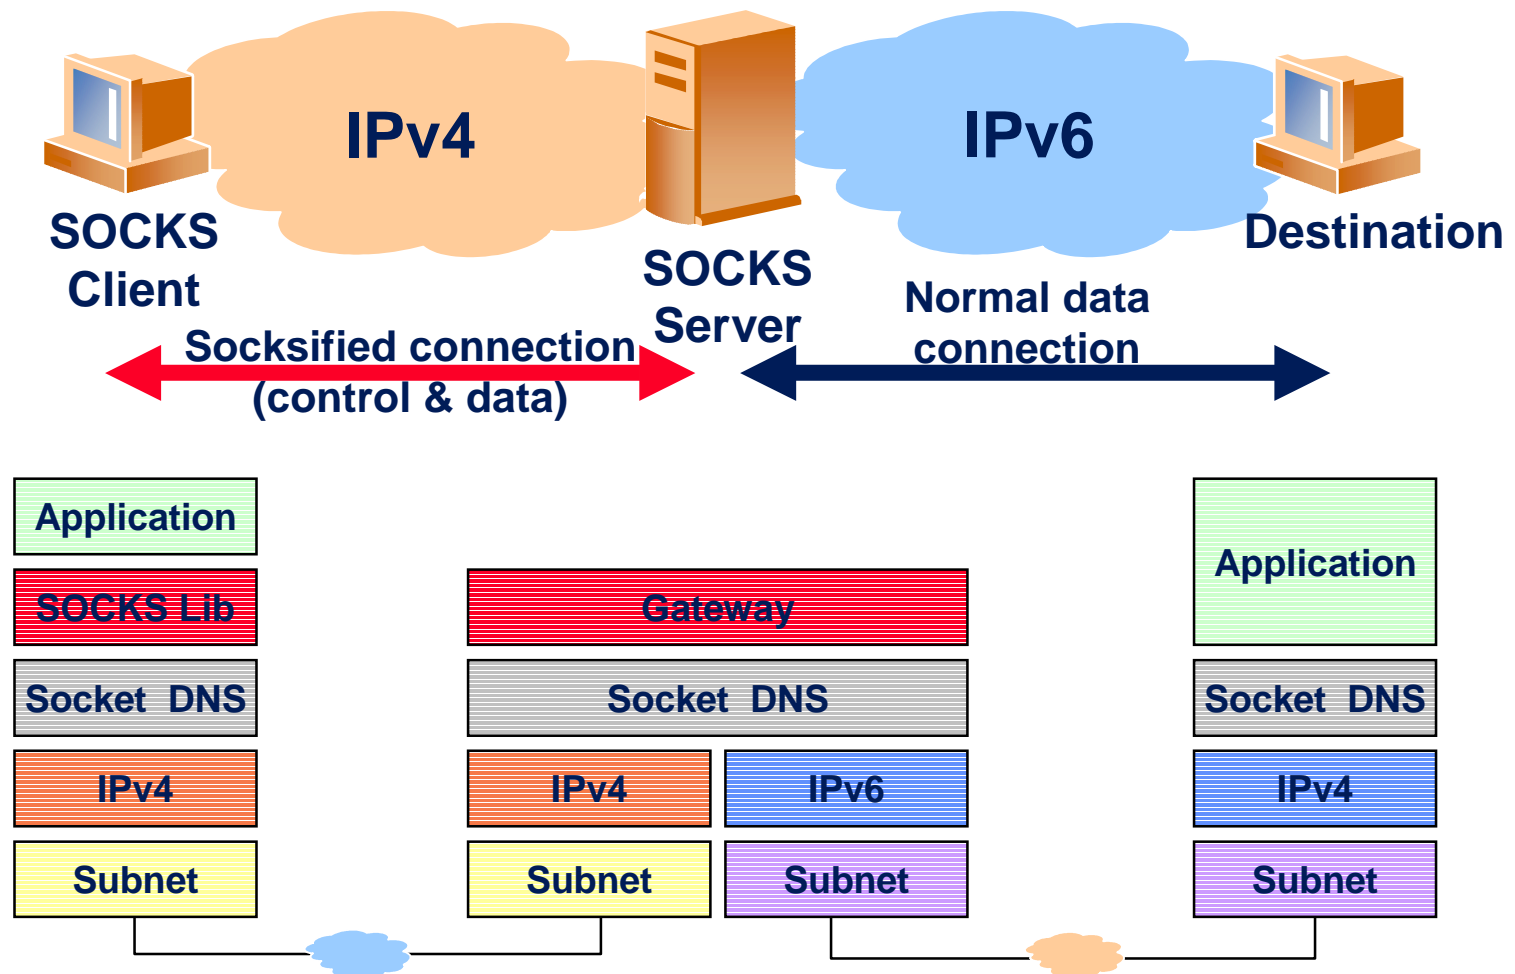 IPv4
IPv6
SOCKS
Client
SOCKS
Server
Destination
Normal data
connection
Socksified connection
(control & data)
Application
SOCKS Lib
Socket DNS
IPv4
Subnet
Gateway
Socket DNS
IPv4
IPv6
Subnet
Subnet
Application
Socket DNS
IPv4
Subnet